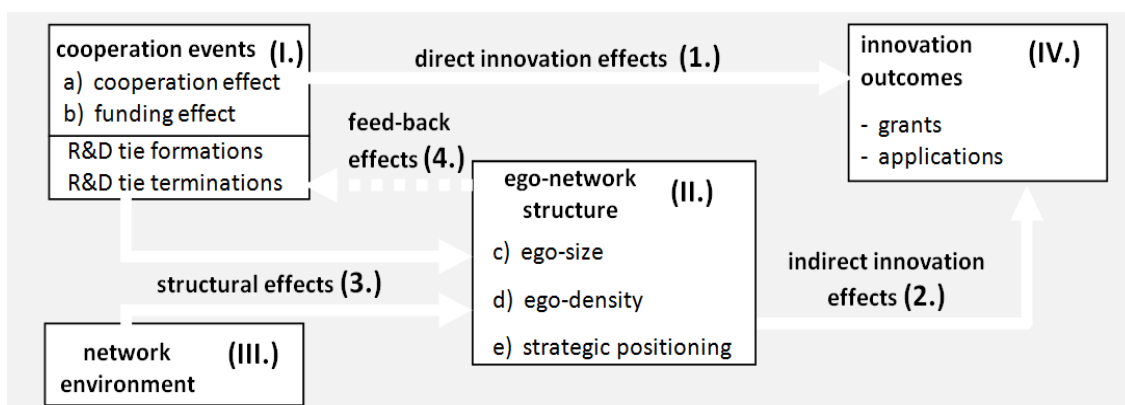 cooperation events (I.)
a) cooperation effect
b) funding effect
R&D tie formations
R&D tie terminations
direct innovation effects (1.)
innovation (IV.)
outcomes
- grants
- applications
feed-back
effects (4.)
ego-network (II.)
structure
c) ego-size
d) ego-density
e) strategic positioning
indirect innovation
effects (2.)
structural effects (3.)
network (III.)
environment